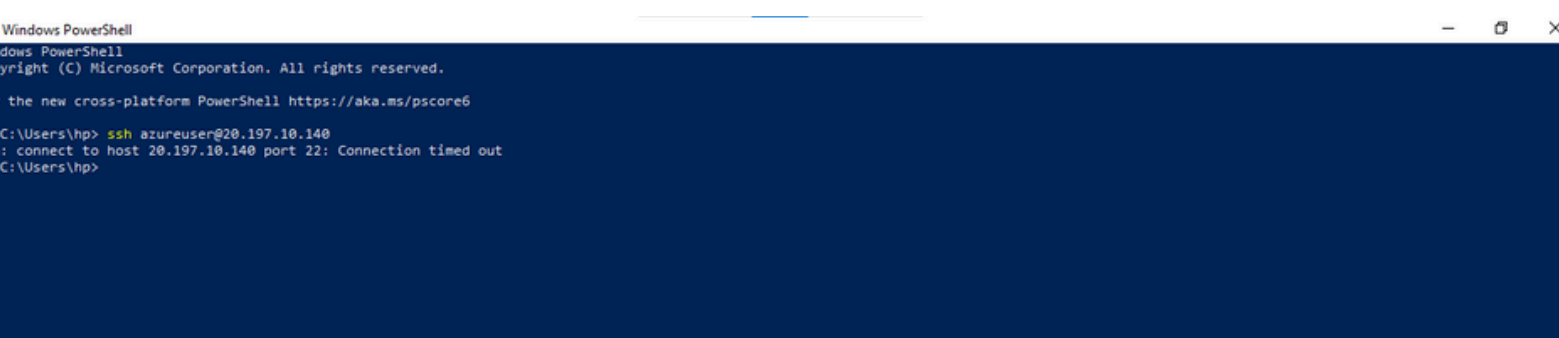 Windows PowerShell
dows PowerShell
yright (C) Microsoft Corporation. All rights reserved.
the new cross-platform PowerShell https://aka.ms/pscore6
C:\Users\hp> ssh azureuser@20.197.10.140
: connect to host 20.197.10.140 port 22: Connection timed out
C:\Users\hp>